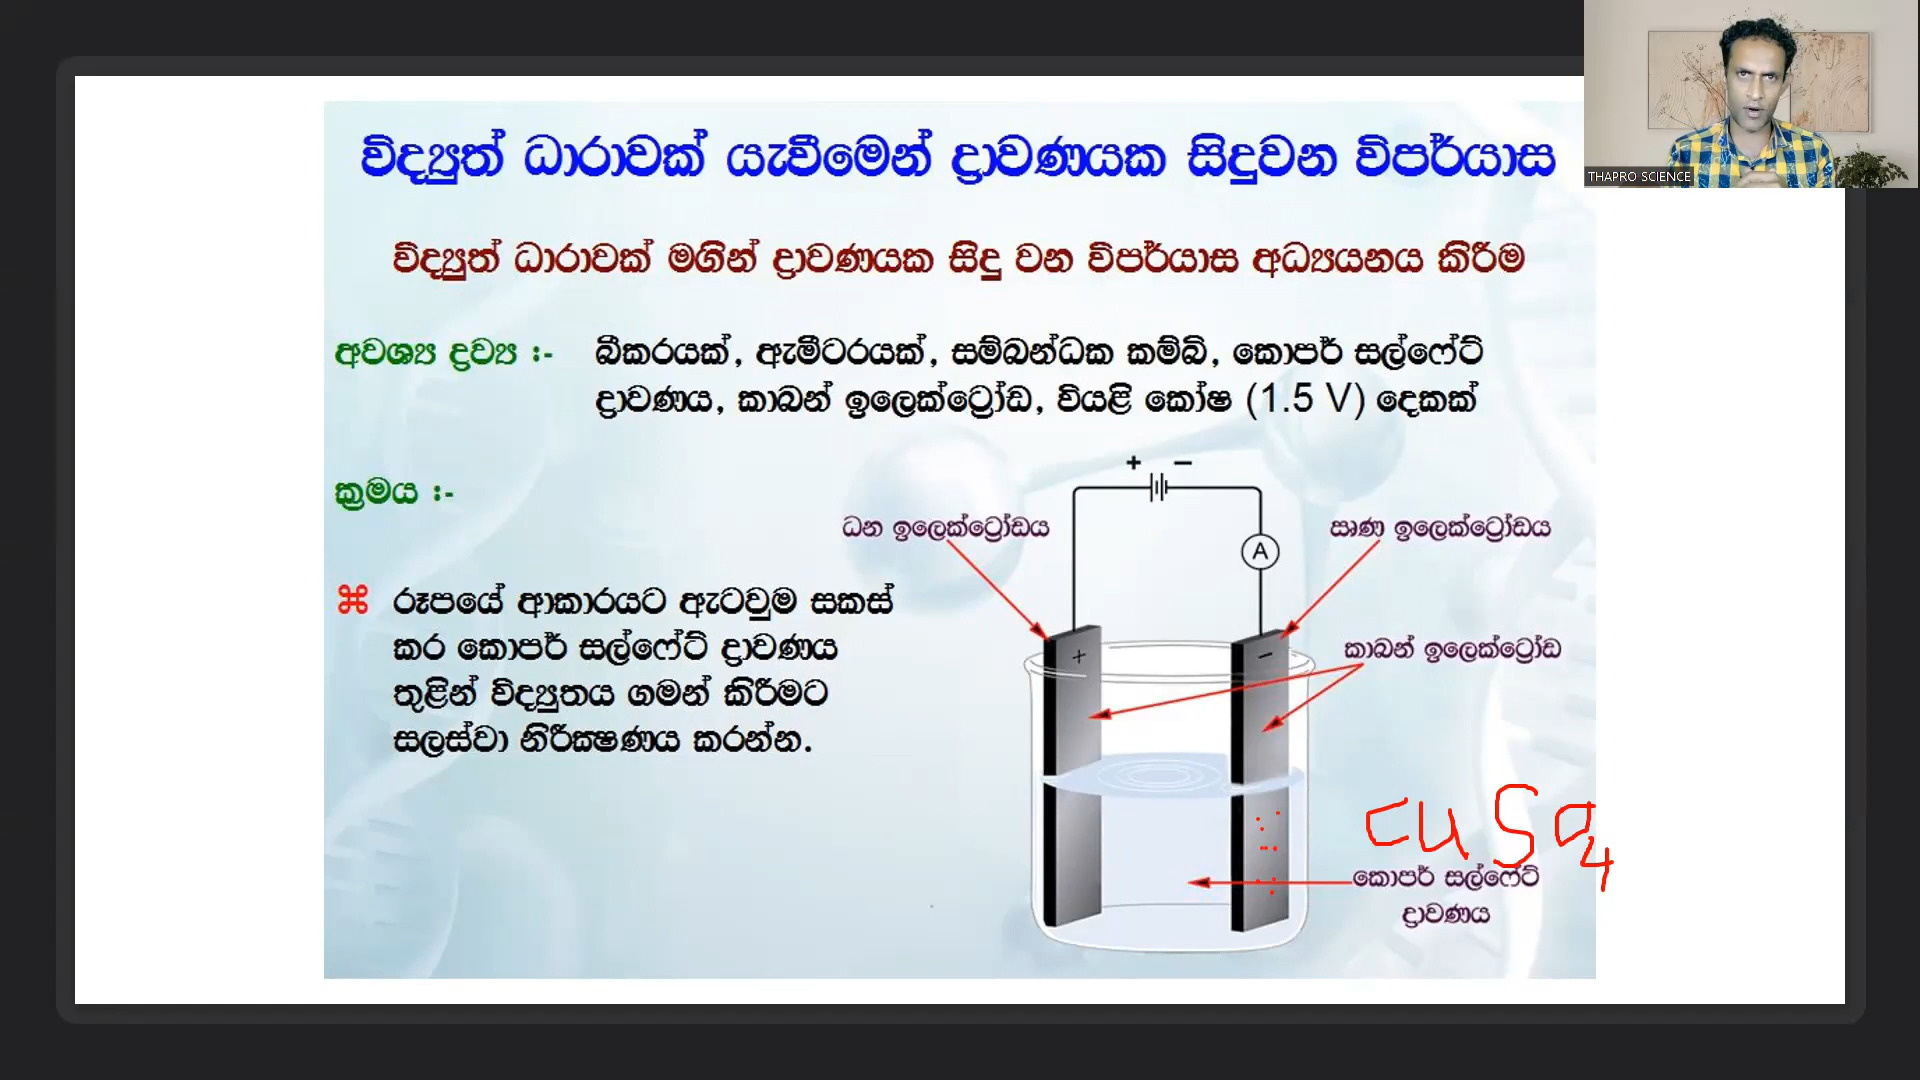 විද්‍යුත් ධාරාවක් යැවීමෙන් ද්‍රාවණයක සිදුවන විපර්යාස
THAPRO SCIENCE
විද්‍යුත් ධාරාවක් මගින් ද්‍රාවණයක සිදු වන විපර්යාස අධ්‍යයනය කිරීම
අවශ්‍ය ද්‍රව්‍ය :- බීකරයක්, ඇමීටරයක්, සම්බන්ධක කම්බි, කොපර් සල්ෆේට්
ද්‍රාවණය, කාබන් ඉලෙක්ට්‍රෝඩ, වියළි කෝෂ (1.5 V) දෙකක්
ක්‍රමය :-
රූපයේ ආකාරයට ඇටවුම සකස්
කර කොපර් සල්ෆේට් ද්‍රාවණය
තුළින් විද්‍යුතය ගමන් කිරීමට
සලස්වා නිරීක්ෂණය කරන්න.
+ −
ධන ඉලෙක්ට්‍රෝඩය
ඍණ ඉලෙක්ට්‍රෝඩය
A
+ −
කාබන් ඉලෙක්ට්‍රෝඩ
CuSO4
කොපර් සල්ෆේට්
ද්‍රාවණය